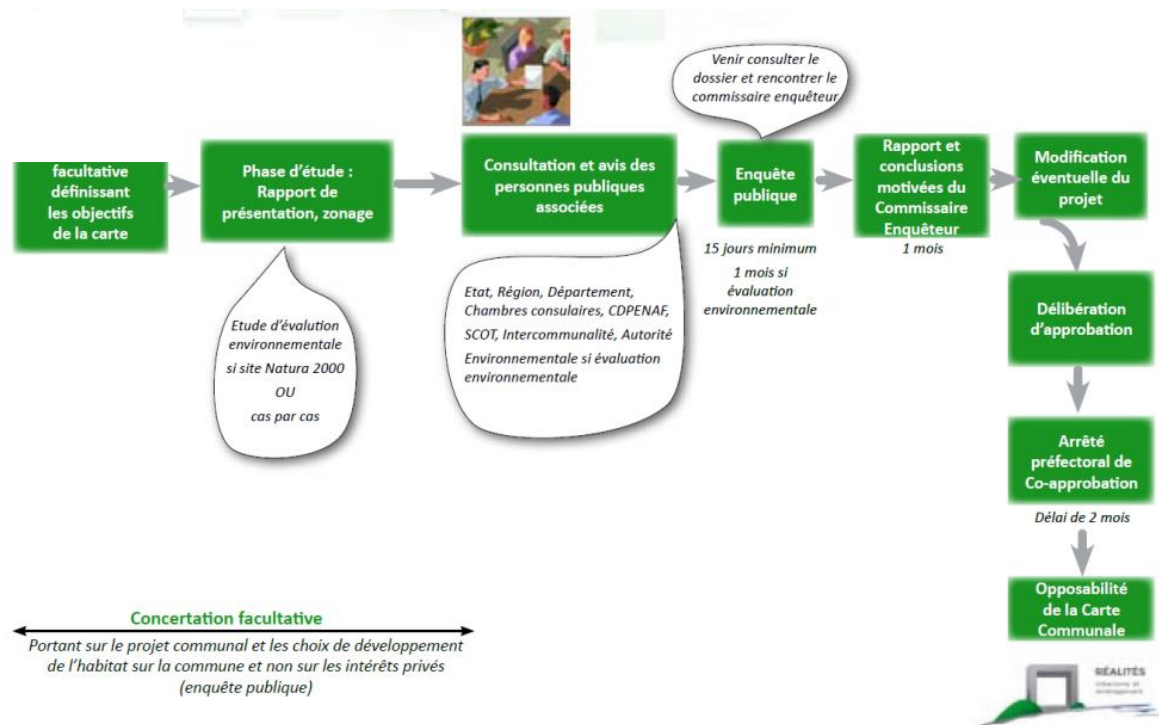 facultative
définissant
les objectifs
de la carte
Phase d'étude :
Rapport de
présentation, zonage
Etude d'évalution
environnementale
si site Natura 2000
OU
cas par cas
Consultation et avis des
personnes publiques
associées
Etat, Région, Département,
Chambres consulaires, CDPENAF,
SCOT, Intercommunalité, Autorité
Environnementale si évaluation
environnementale
Venir consulter le
dossier et rencontrer le
commissaire enquêteur
Enquête
publique
15 jours minimum
1 mois si
évaluation
environnementale
Rapport et
conclusions
motivées du
Commissaire
Enquêteur
1 mois
Modification
éventuelle du
projet
Délibération
d'approbation
Arrêté
préfectoral de
Co-approbation
Délai de 2 mois
Opposabilité
de la Carte
Communale
Concertation facultative
Portant sur le projet communal et les choix de développement
de l'habitat sur la commune et non sur les intérêts privés
(enquête publique)
RÉALITÉS
Urbanisme et
Aménagement